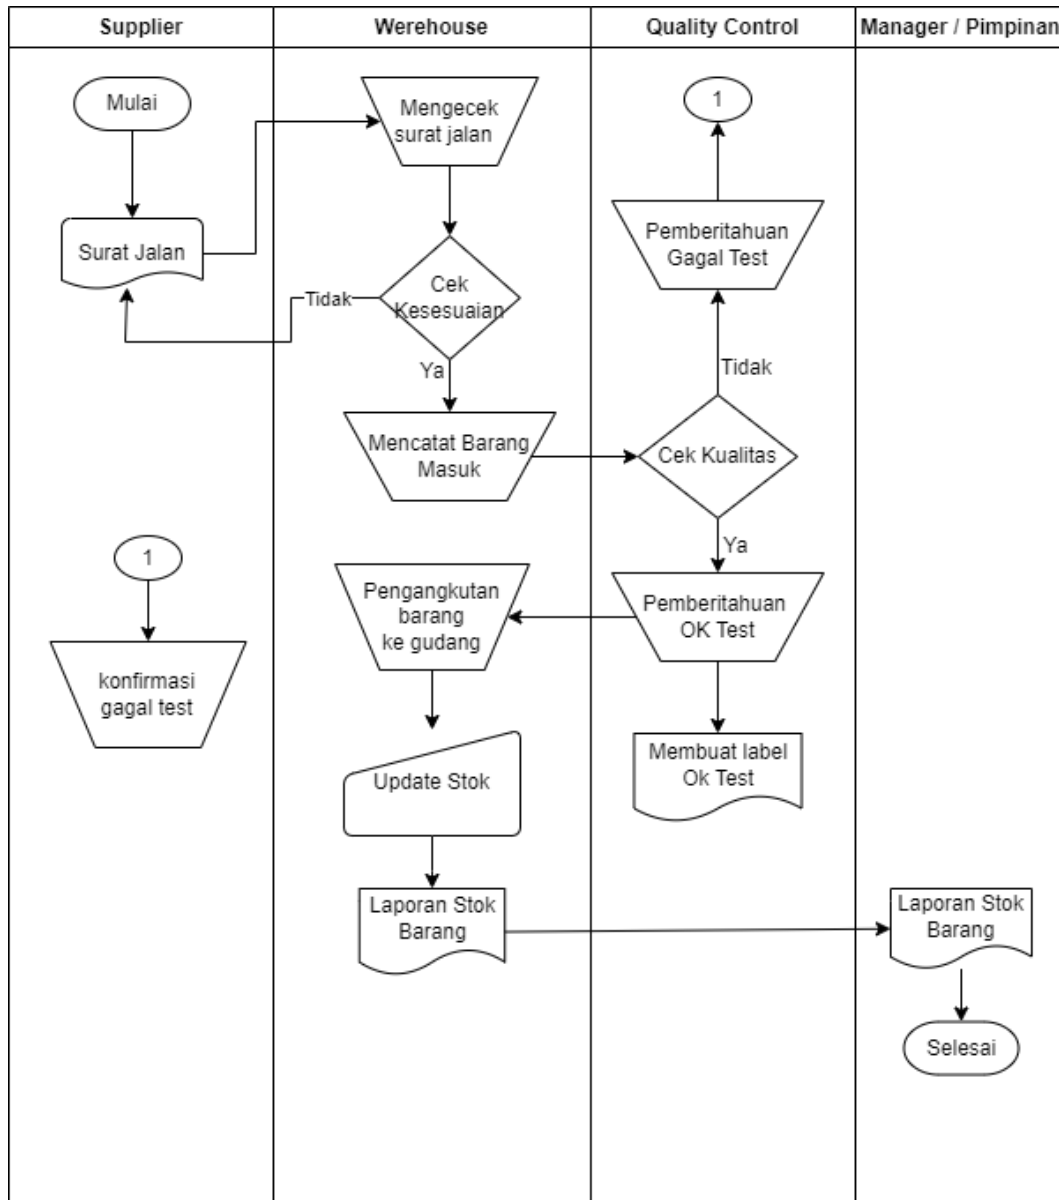 Supplier
Werehouse
Quality Control
Manager / Pimpinan
Mulai
Surat Jalan
1
konfirmasi
gagal test
Mengecek
surat jalan
Cek
Kesesuaian
Tidak
Ya
Mencatat Barang
Masuk
Pengangkutan
barang
ke gudang
Update Stok
Laporan Stok
Barang
1
Pemberitahuan
Gagal Test
Tidak
Cek Kualitas
Ya
Pemberitahuan
OK Test
Membuat label
Ok Test
Laporan Stok
Barang
Selesai